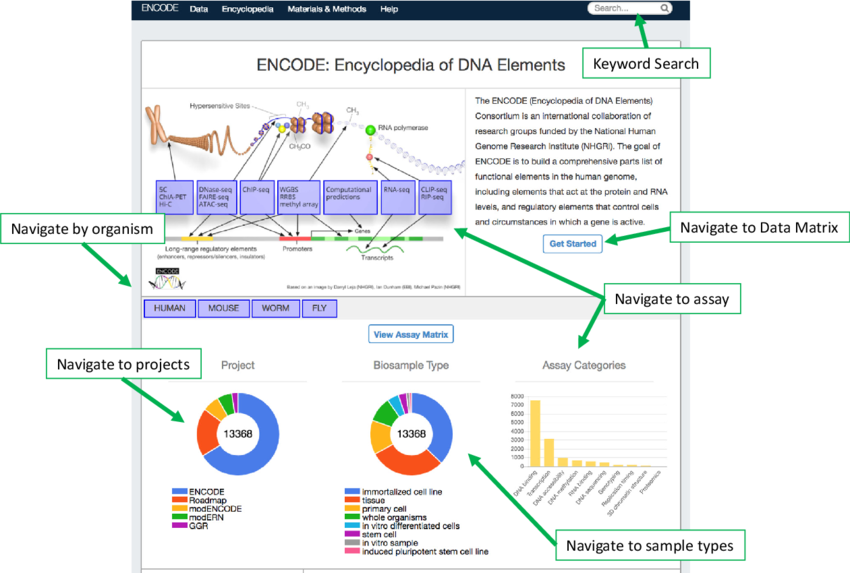 ENCODE Data Encyclopedia Materials & Methods Help Search...
Keyword Search
ENCODE: Encyclopedia of DNA Elements
Hypersensitive Sites
CH₃
CH₃
CH₃CO
RNA polymerase
SC
ChIA-PET
Hi-C
DNase-seq
FAIRE-seq
ATAC-seq
ChIP-seq
WGBS
RRBS
methyl array
Computational
predictions
RNA-seq
CLIP-seq
RIP-seq
Genes
Long-range regulatory elements
(enhancers, repressors/silencers, insulators)
Promoters
Transcripts
ENCODE
Based on an image by Darryl Leja (NHGRI), Ian Dunham (EBI), Michael Pazin (NHGRI)
The ENCODE (Encyclopedia of DNA Elements)
Consortium is an international collaboration of
research groups funded by the National Human
Genome Research Institute (NHGRI). The goal of
ENCODE is to build a comprehensive parts list of
functional elements in the human genome,
including elements that act at the protein and RNA
levels, and regulatory elements that control cells
and circumstances in which a gene is active.
Get Started
Navigate to Data Matrix
Navigate by organism
Navigate to assay
HUMAN MOUSE WORM FLY
View Assay Matrix
Navigate to projects
Project
13368
ENCODE
Roadmap
modENCODE
modERN
GGR
Biosample Type
13368
immortalized cell line
tissue
primary cell
whole organisms
in vitro differentiated cells
stem cell
in vitro sample
induced pluripotent stem cell line
Assay Categories
8000
7000
6000
5000
4000
3000
2000
1000
0
DNA binding
Transcription
DNA accessibility
DNA methylation
RNA binding
DNA sequencing
Genotyping
Replication timing
3D chromatin structure
Proteomics
Navigate to sample types